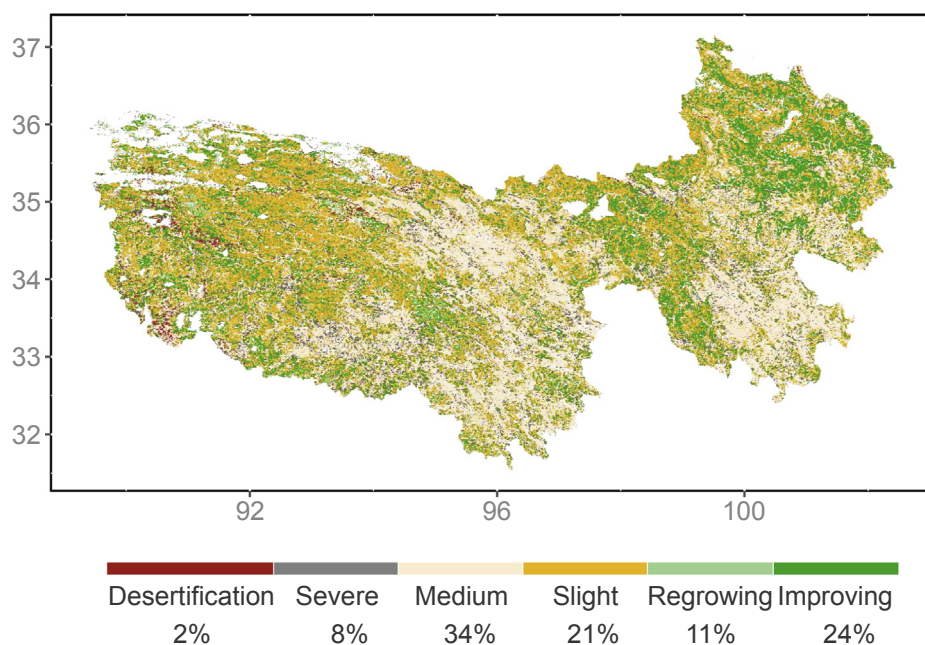 37
36
35
34
33
32
92 96 100
Desertification Severe Medium Slight Regrowing Improving
2% 8% 34% 21% 11% 24%